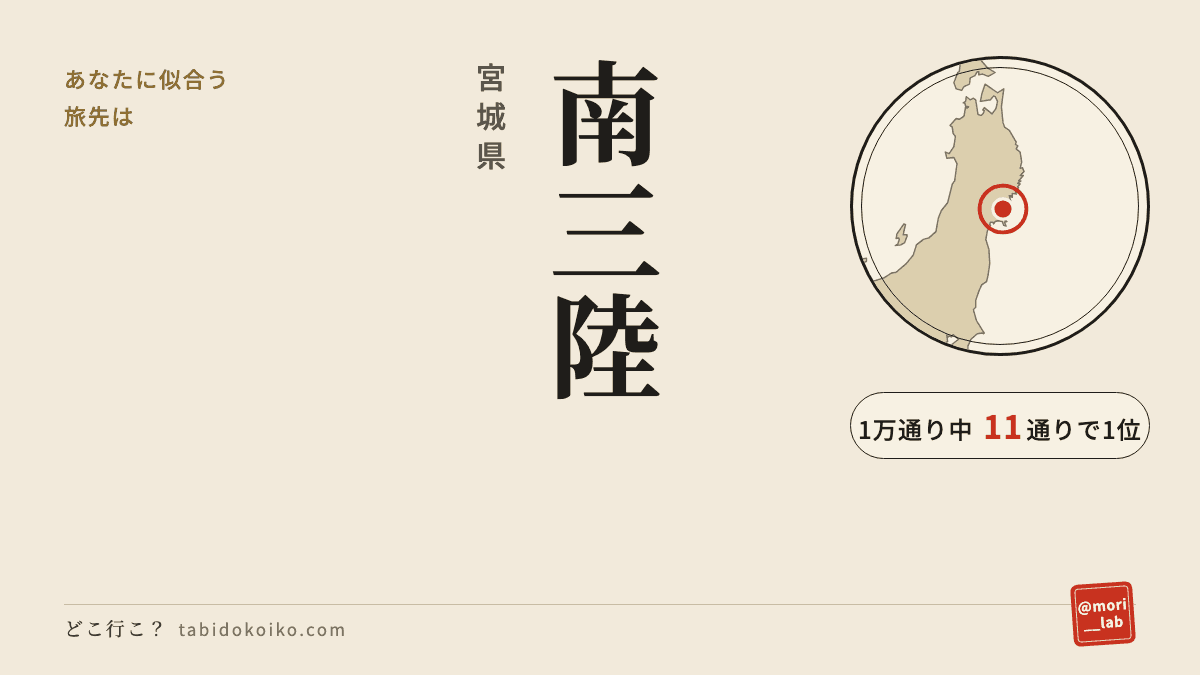 あなたに似合う
旅先は
南三陸
宮城県
1万通り中 11通りで1位
どこ行こ? tabidokoiko.com
@mori
__lab